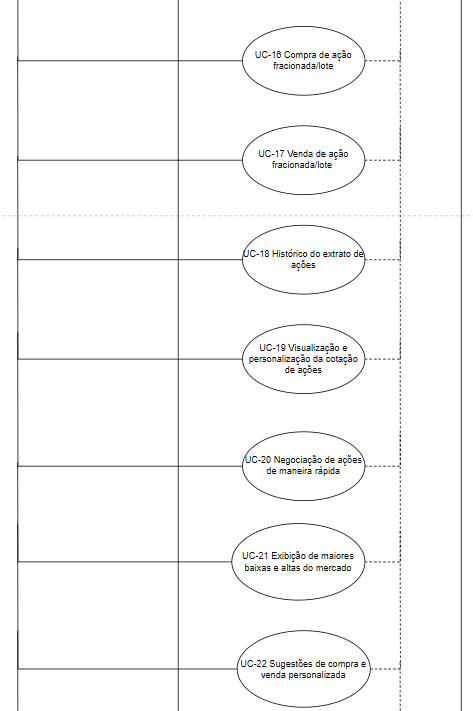 UC-16 Compra de ação
fracionada/lote
UC-17 Venda de ação
fracionada/lote
UC-18 Histórico do extrato de
ações
UC-19 Visualização e
personalização da cotação
de ações
UC-20 Negociação de ações
de maneira rápida
UC-21 Exibição de maiores
baixas e altas do mercado
UC-22 Sugestões de compra e
venda personalizada